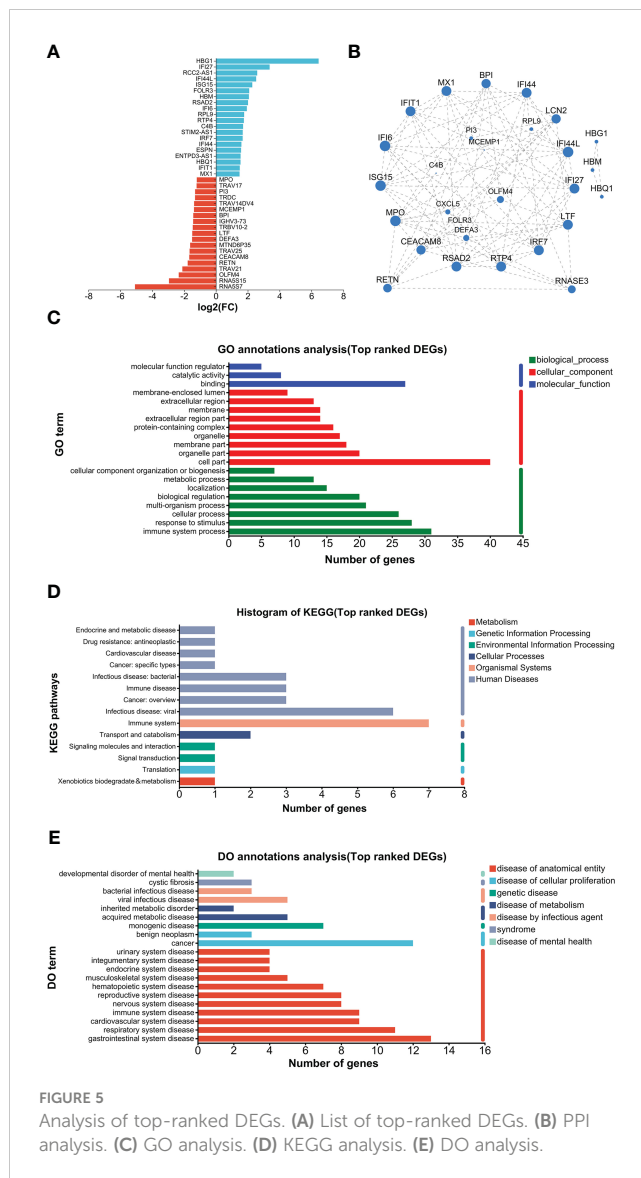 A
HBG1
IFI27
RCC2-AS1
IFI44L
ISG15
FOLR3
HBM
RSAD2
IFI6
RPL9
RTP4
C4B
STIM2-AS1
IRF7
IFI44
ESPN
ENTPD3-AS1
HBQ1
IFIT1
MX1
MPO
TRAV17
PI3
TRDC
TRAV14DV4
MCEMP1
BPI
IGHV3-73
TRBV10-2
LTF
DEFA3
MTND6P35
TRAV25
CEACAM8
RETN
TRAV21
OLFM4
RNA5S15
RNA5S7
-8 -6 -4 -2 0 2 4 6 8
log2(FC)
B
BPI
MX1
IFI44
IFIT1
LCN2
PI3
RPL9
HBG1
MCEMP1
IFI6
IFI44L
C4B
HBM
IFI27
ISG15
OLFM4
HBQ1
CXCL5
MPO
FOLR3
LTF
DEFA3
CEACAM8
IRF7
RSAD2
RTP4
RETN
RNASE3
C
GO annotations analysis(Top ranked DEGs)
GO term
molecular function regulator
catalytic activity
binding
membrane-enclosed lumen
extracellular region
membrane
extracellular region part
protein-containing complex
organelle
membrane part
organelle part
cell part
cellular component organization or biogenesis
metabolic process
localization
biological regulation
multi-organism process
cellular process
response to stimulus
immune system process
0 5 10 15 20 25 30 35 40 45
Number of genes
biological_process
cellular_component
molecular_function
D
Histogram of KEGG(Top ranked DEGs)
KEGG pathways
Endocrine and metabolic disease
Drug resistance: antineoplastic
Cardiovascular disease
Cancer: specific types
Infectious disease: bacterial
Immune disease
Cancer: overview
Infectious disease: viral
Immune system
Transport and catabolism
Signaling molecules and interaction
Signal transduction
Translation
Xenobiotics biodegradate&metabolism
0 1 2 3 4 5 6 7 8
Number of genes
Metabolism
Genetic Information Processing
Environmental Information Processing
Cellular Processes
Organismal Systems
Human Diseases
E
DO annotations analysis(Top ranked DEGs)
DO term
developmental disorder of mental health
cystic fibrosis
bacterial infectious disease
viral infectious disease
inherited metabolic disorder
acquired metabolic disease
monogenic disease
benign neoplasm
cancer
urinary system disease
integumentary system disease
endocrine system disease
musculoskeletal system disease
hematopoietic system disease
reproductive system disease
nervous system disease
immune system disease
cardiovascular system disease
respiratory system disease
gastrointestinal system disease
0 2 4 6 8 10 12 14 16
Number of genes
disease of anatomical entity
disease of cellular proliferation
genetic disease
disease of metabolism
disease by infectious agent
syndrome
disease of mental health
FIGURE 5
Analysis of top-ranked DEGs. (A) List of top-ranked DEGs. (B) PPI
analysis. (C) GO analysis. (D) KEGG analysis. (E) DO analysis.